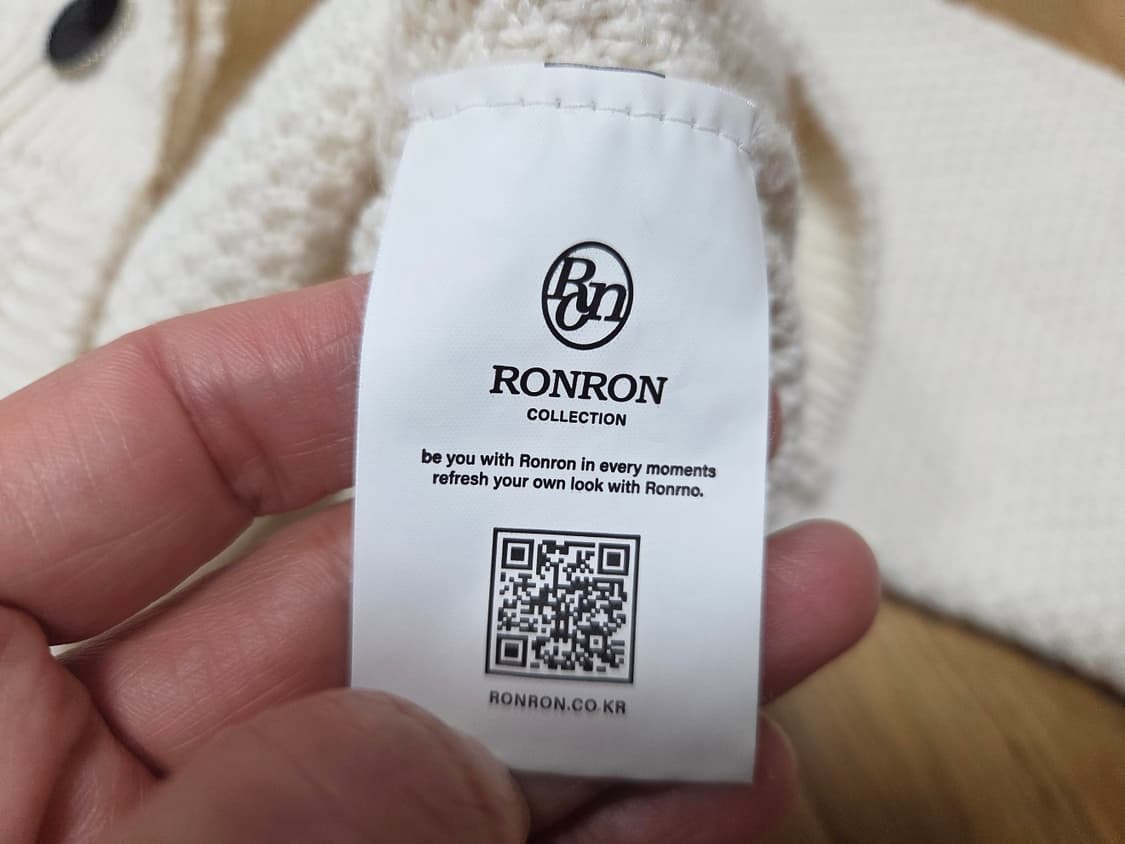 Ron
RONRON
COLLECTION
be you with Ronron in every moments
refresh your own look with Ronrno.
RONRON.CO.KR